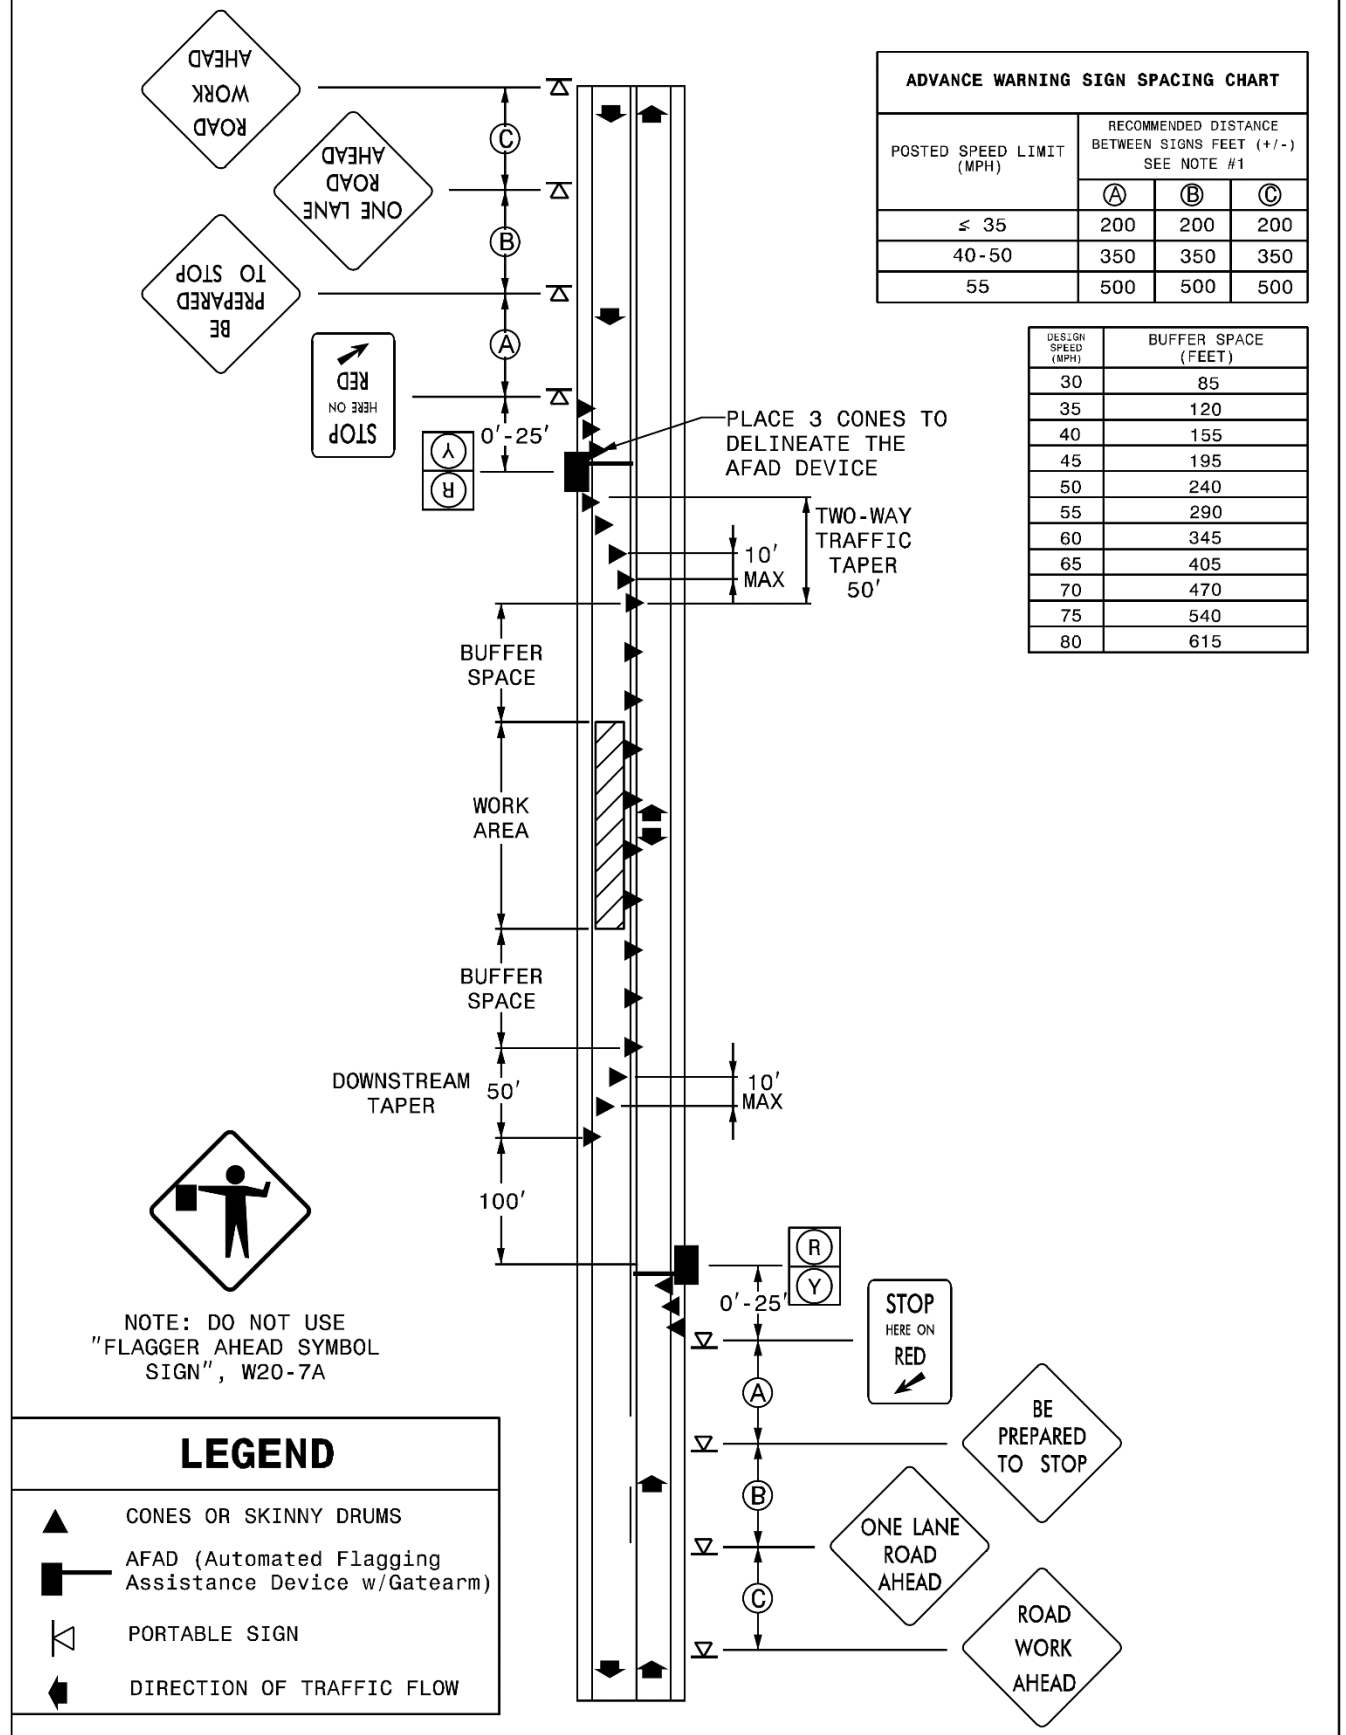 ROAD
WORK
AHEAD
ONE LANE
ROAD
AHEAD
BE
PREPARED
TO STOP
STOP
HERE ON
RED
C
B
A
0'-25'
Y
R
PLACE 3 CONES TO
DELINEATE THE
AFAD DEVICE
TWO-WAY
TRAFFIC
TAPER
50'
10'
MAX
BUFFER
SPACE
WORK
AREA
BUFFER
SPACE
DOWNSTREAM
TAPER
50'
10'
MAX
100'
R
Y
0'-25'
STOP
HERE ON
RED
A
B
C
BE
PREPARED
TO STOP
ONE LANE
ROAD
AHEAD
ROAD
WORK
AHEAD
ADVANCE WARNING SIGN SPACING CHART
POSTED SPEED LIMIT
(MPH)
RECOMMENDED DISTANCE
BETWEEN SIGNS FEET (+/-)
SEE NOTE #1
A B C
≤ 35 200 200 200
40-50 350 350 350
55 500 500 500
DESIGN
SPEED
(MPH)
BUFFER SPACE
(FEET)
30 85
35 120
40 155
45 195
50 240
55 290
60 345
65 405
70 470
75 540
80 615
NOTE: DO NOT USE
"FLAGGER AHEAD SYMBOL
SIGN", W20-7A
LEGEND
CONES OR SKINNY DRUMS
AFAD (Automated Flagging
Assistance Device w/Gatearm)
PORTABLE SIGN
DIRECTION OF TRAFFIC FLOW